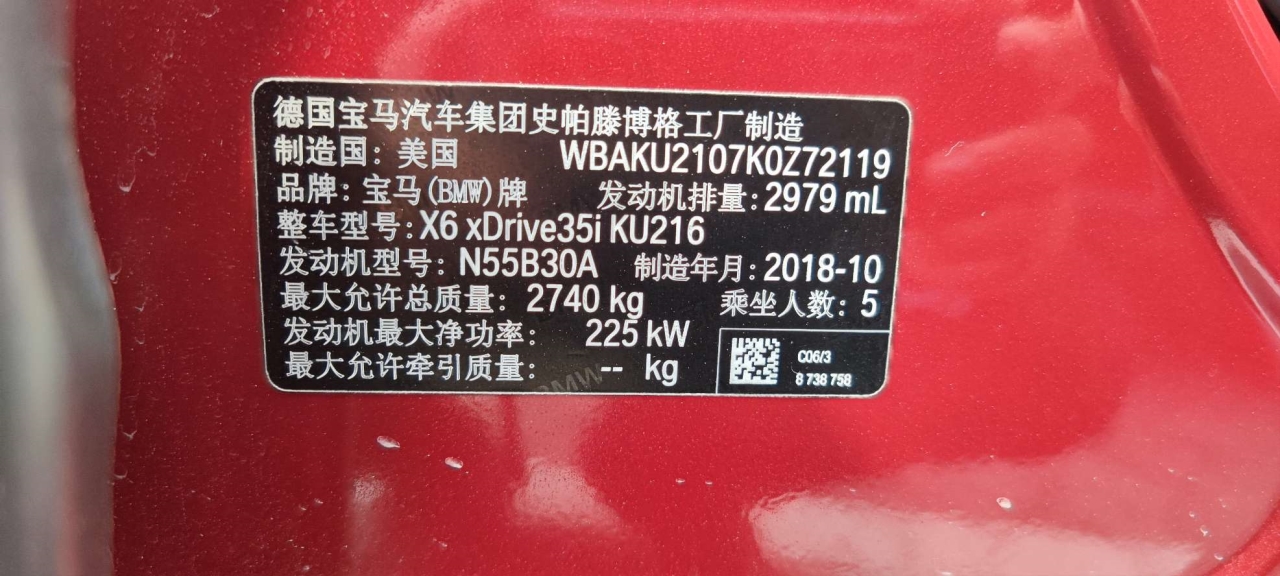 德国宝马汽车集团史帕滕博格工厂制造
制造国：美国 WBAKU2107K0Z72119
品牌：宝马(BMW)牌 发动机排量：2979 mL
整车型号：X6 xDrive35i KU216
发动机型号：N55B30A 制造年月：2018-10
最大允许总质量：2740 kg 乘坐人数：5
发动机最大净功率：225 kW
最大允许牵引质量：-- kg
C06/3
8 738 758
BMW